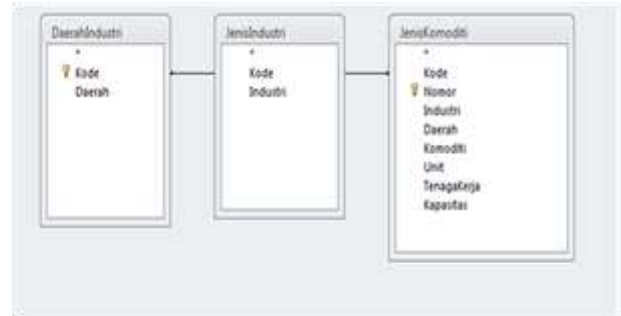 DaerahIndustri
*
Kode
Daerah
JenisIndustri
*
Kode
Industri
JenisKomoditi
*
Kode
Nomor
Industri
Daerah
Komoditi
Unit
TenagaKerja
Kapasitas